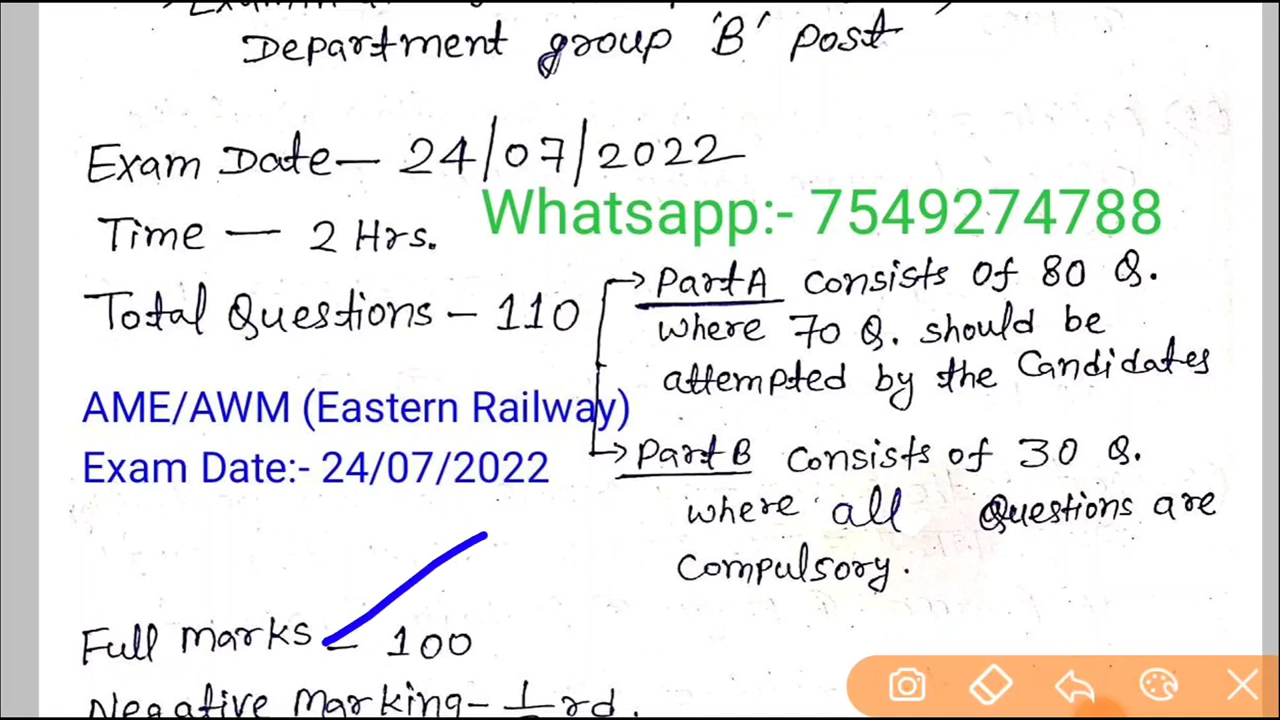 Department group 'B' post
Exam Date - 24/07/2022
Whatsapp:- 7549274788
Time - 2 Hrs.
Total Questions - 110
Part A consists of 80 Q.
where 70 Q. should be
attempted by the Candidates
AME/AWM (Eastern Railway)
Exam Date:- 24/07/2022
Part B consists of 30 Q.
where all Questions are
compulsory.
Full marks - 100
Negative Marking-